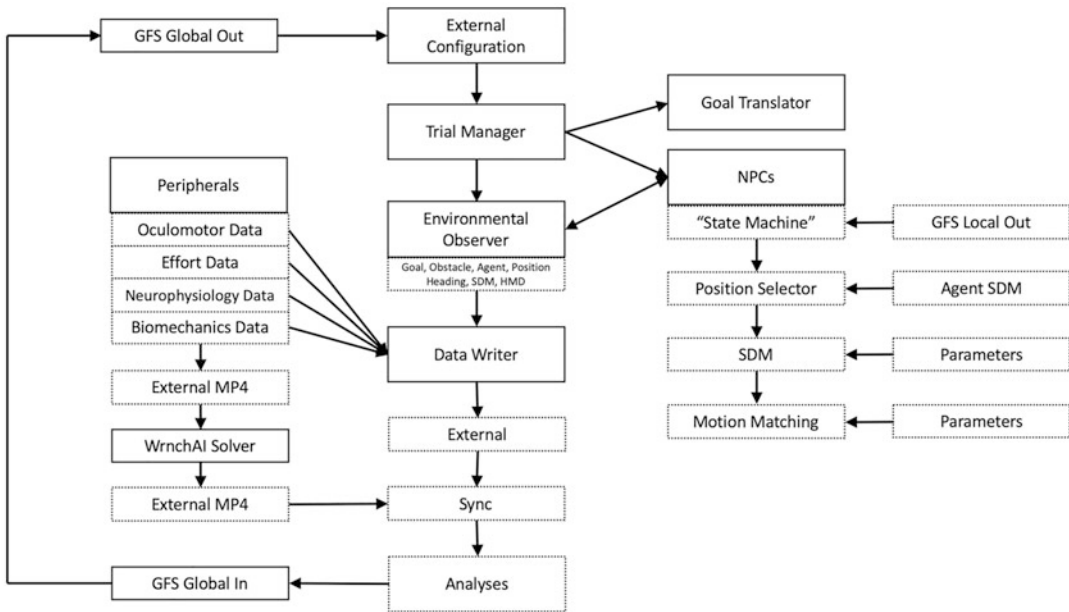 GFS Global Out
External
Configuration
Trial Manager
Goal Translator
NPCs
"State Machine"
GFS Local Out
Position Selector
Agent SDM
SDM
Parameters
Motion Matching
Parameters
Peripherals
Oculomotor Data
Effort Data
Neurophysiology Data
Biomechanics Data
External MP4
WrnchAI Solver
External MP4
Environmental
Observer
Goal, Obstacle, Agent, Position
Heading, SDM, HMD
Data Writer
External
Sync
Analyses
GFS Global In